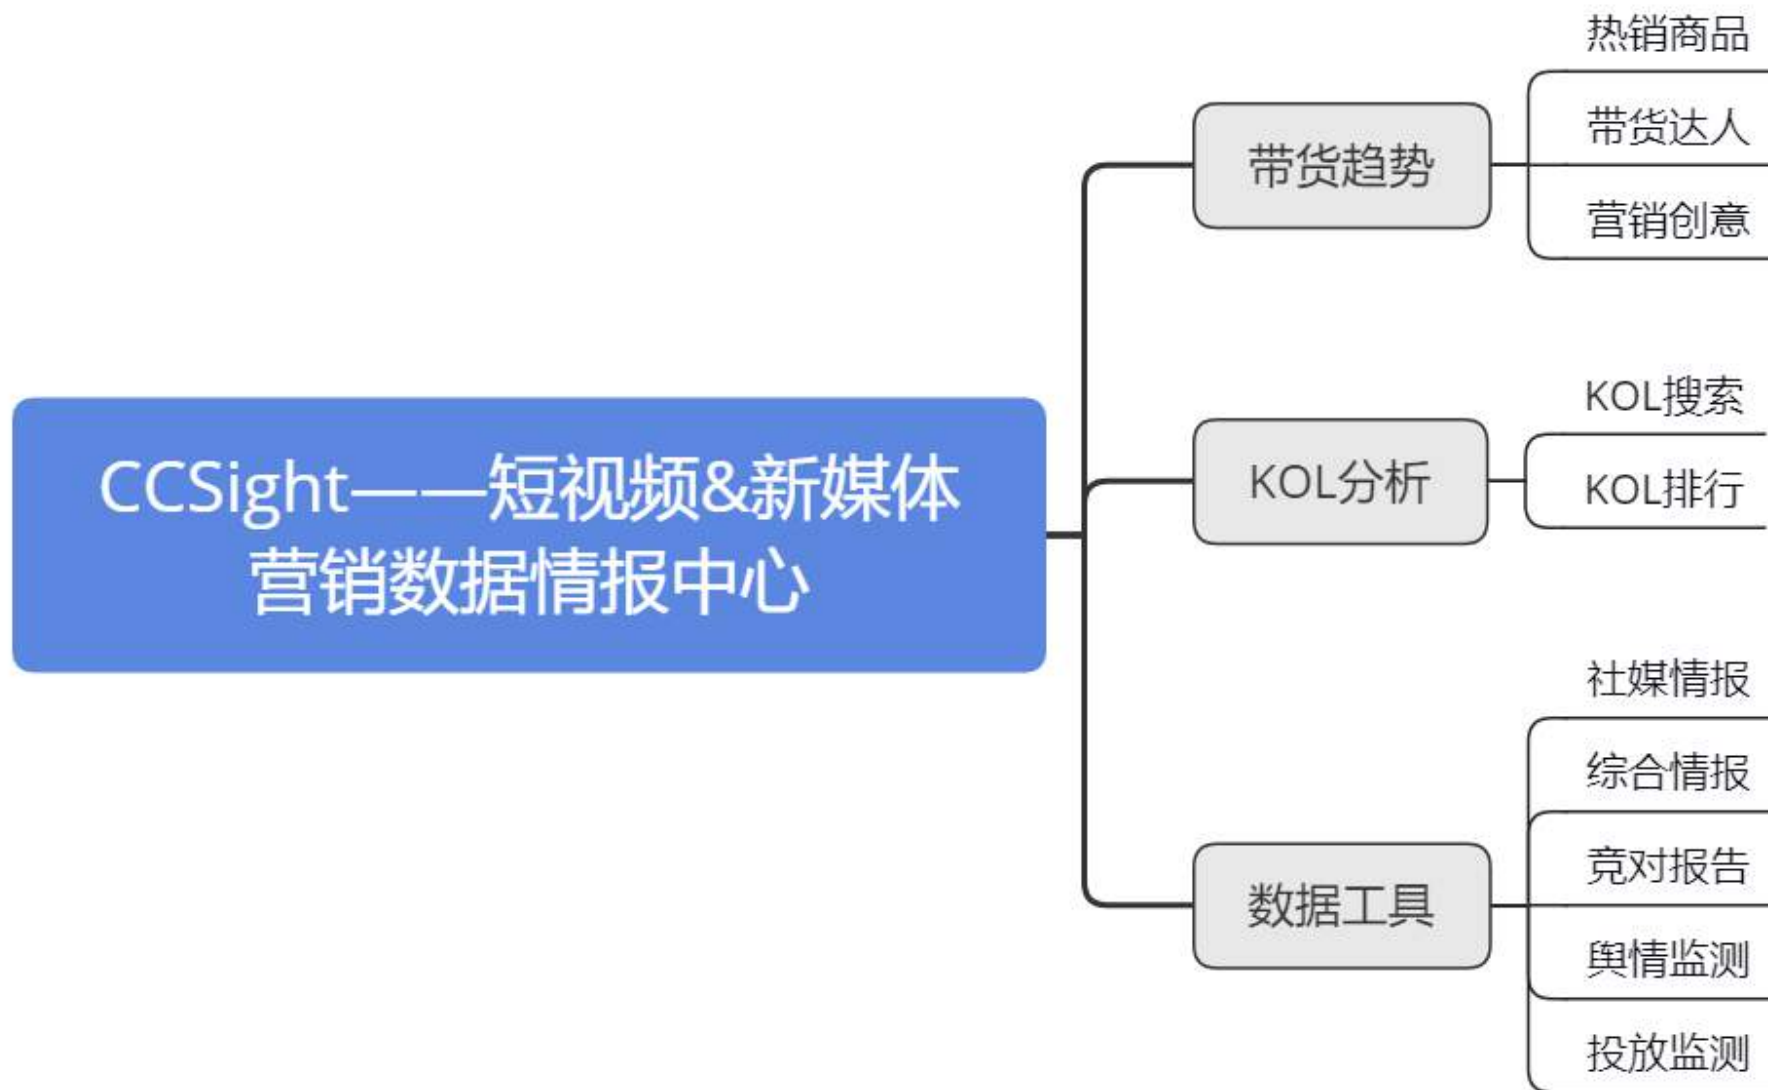 CCSight——短视频&新媒体
营销数据情报中心
带货趋势
热销商品
带货达人
营销创意
KOL分析
KOL搜索
KOL排行
数据工具
社媒情报
综合情报
竞对报告
舆情监测
投放监测